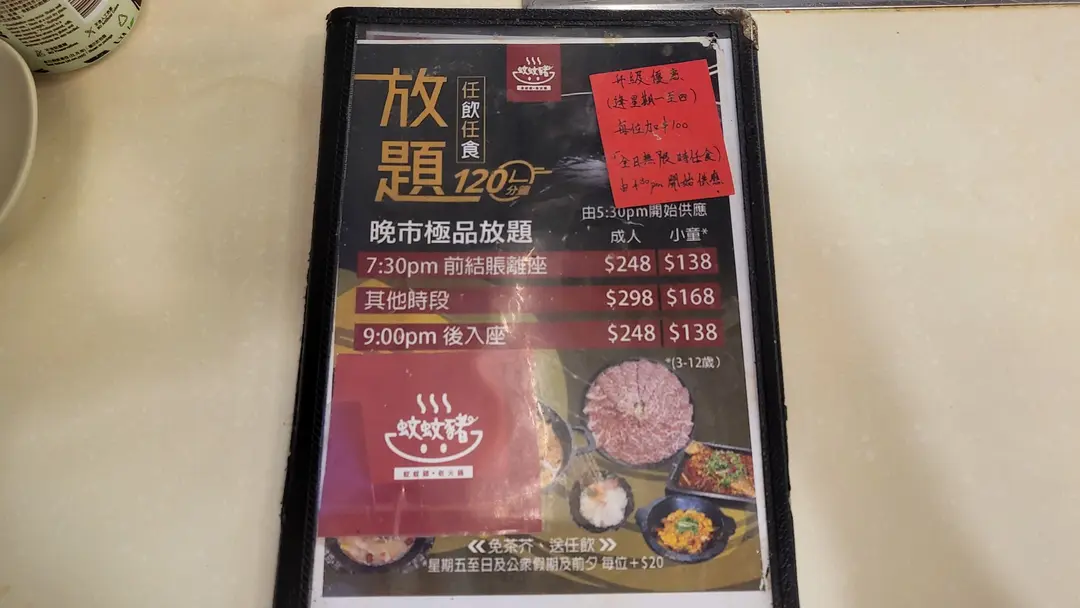 蚊蚊豬
放題
任飲任食
120分鐘
升級優惠
(逢星期一至四)
每位加$100
(全日無限時任食)
由4:30pm開始供應
由5:30pm開始供應
晚市極品放題
成人 小童*
7:30pm 前結賬離座 $248 $138
其他時段 $298 $168
9:00pm 後入座 $248 $138
*(3-12歲)
蚊蚊豬
《免茶芥、送任飲》
星期五至日及公眾假期及前夕 每位+$20